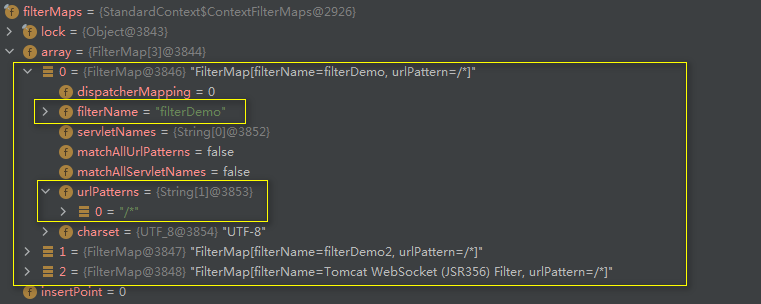 filterMaps = {StandardContext$ContextFilterMaps@2926}
lock = {Object@3843}
array = {FilterMap[3]@3844}
0 = {FilterMap@3846} "FilterMap[filterName=filterDemo, urlPattern=/*]"
dispatcherMapping = 0
filterName = "filterDemo"
servletNames = {String[0]@3852}
matchAllUrlPatterns = false
matchAllServletNames = false
urlPatterns = {String[1]@3853}
0 = "/*"
charset = {UTF_8@3854} "UTF-8"
1 = {FilterMap@3847} "FilterMap[filterName=filterDemo2, urlPattern=/*]"
2 = {FilterMap@3848} "FilterMap[filterName=Tomcat WebSocket (JSR356) Filter, urlPattern=/*]"
insertPoint = 0